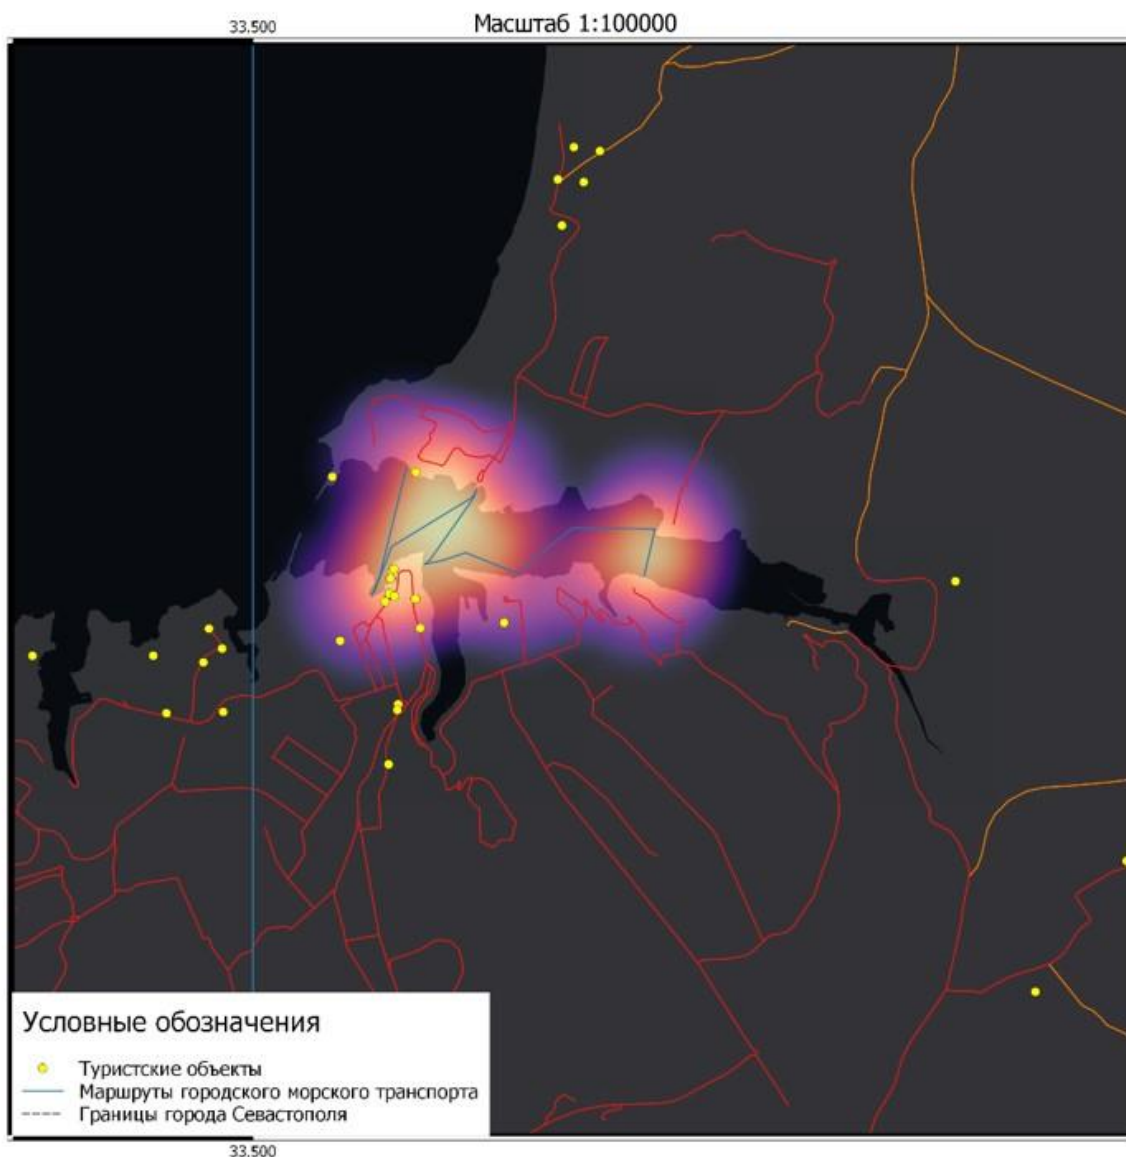 Масштаб 1:100000
33.500
Условные обозначения
Туристские объекты
Маршруты городского морского транспорта
Границы города Севастополя
33.500